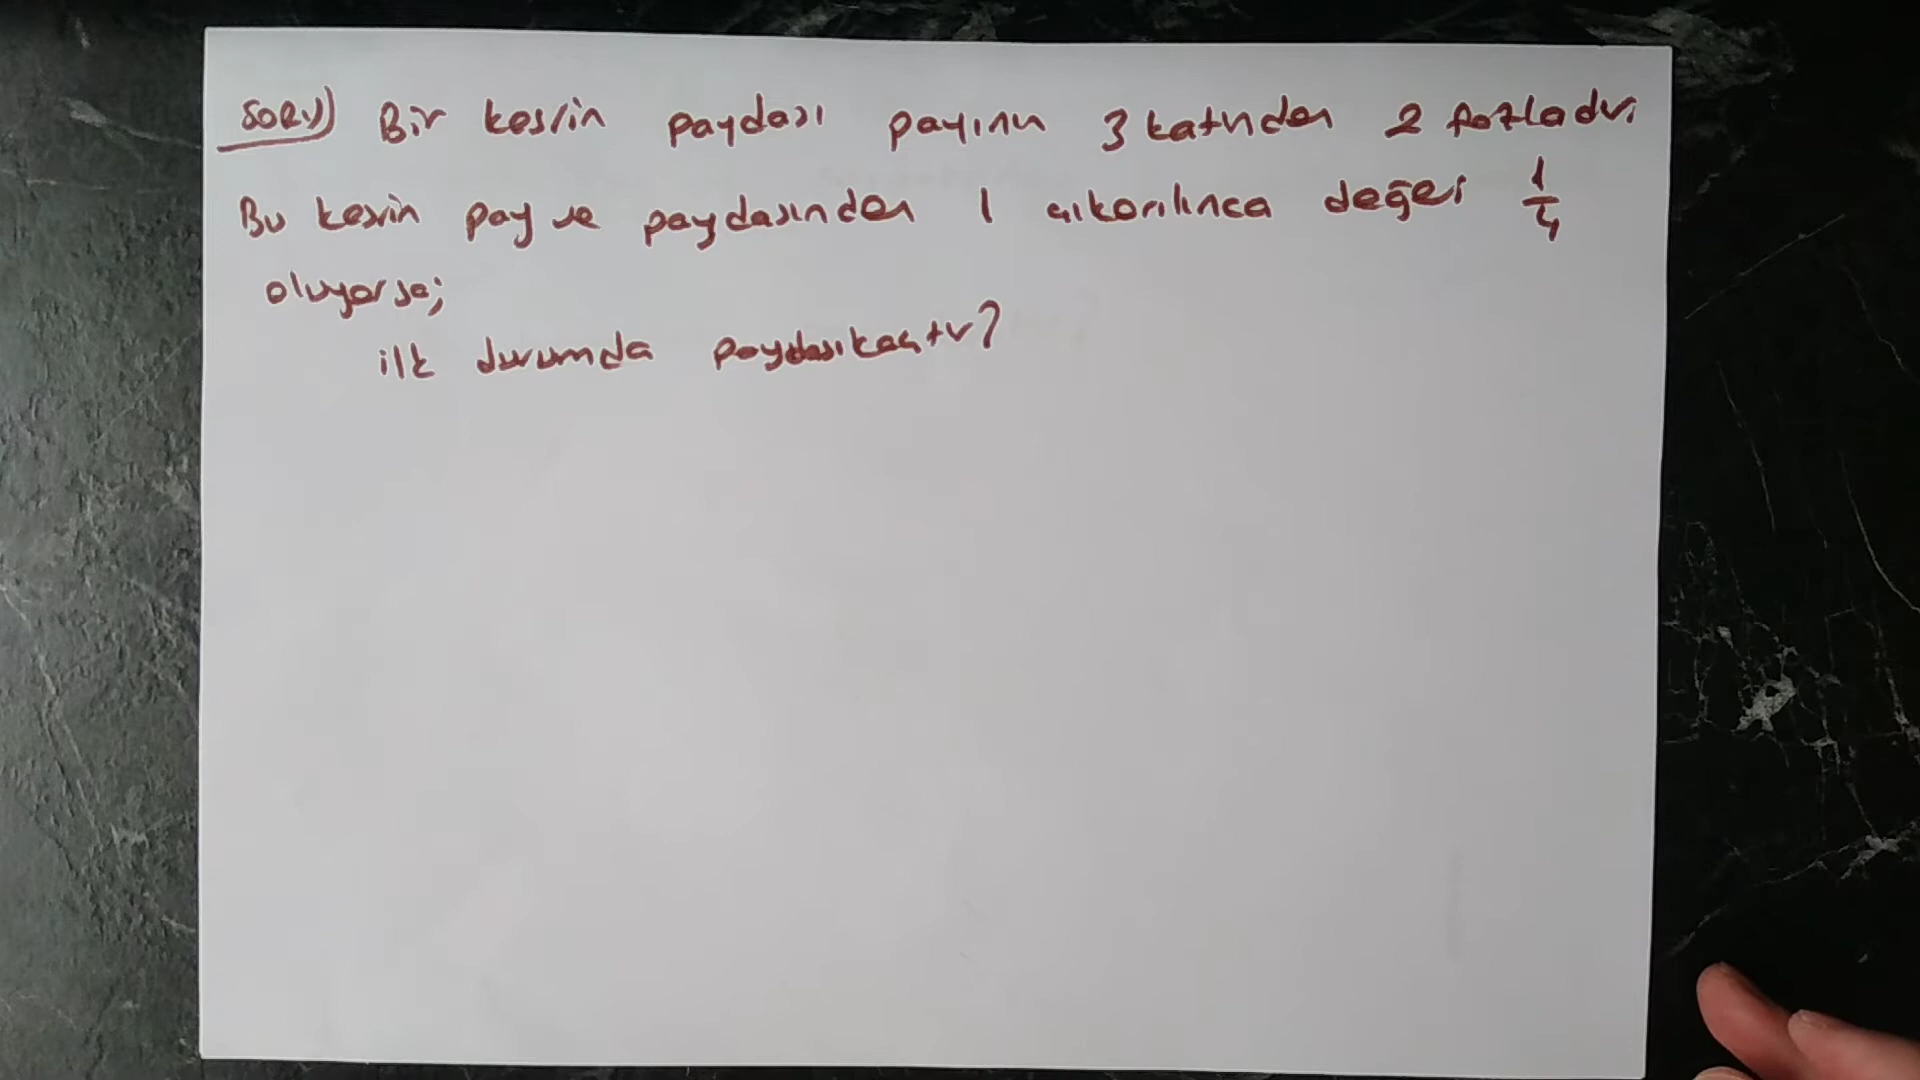 SORU) Bir kesrin paydası payının 3 katından 2 fazladır.
Bu kesrin pay ve paydasından 1 çıkarılınca değeri 1/4
oluyorsa;
ilk durumda paydası kaçtır?